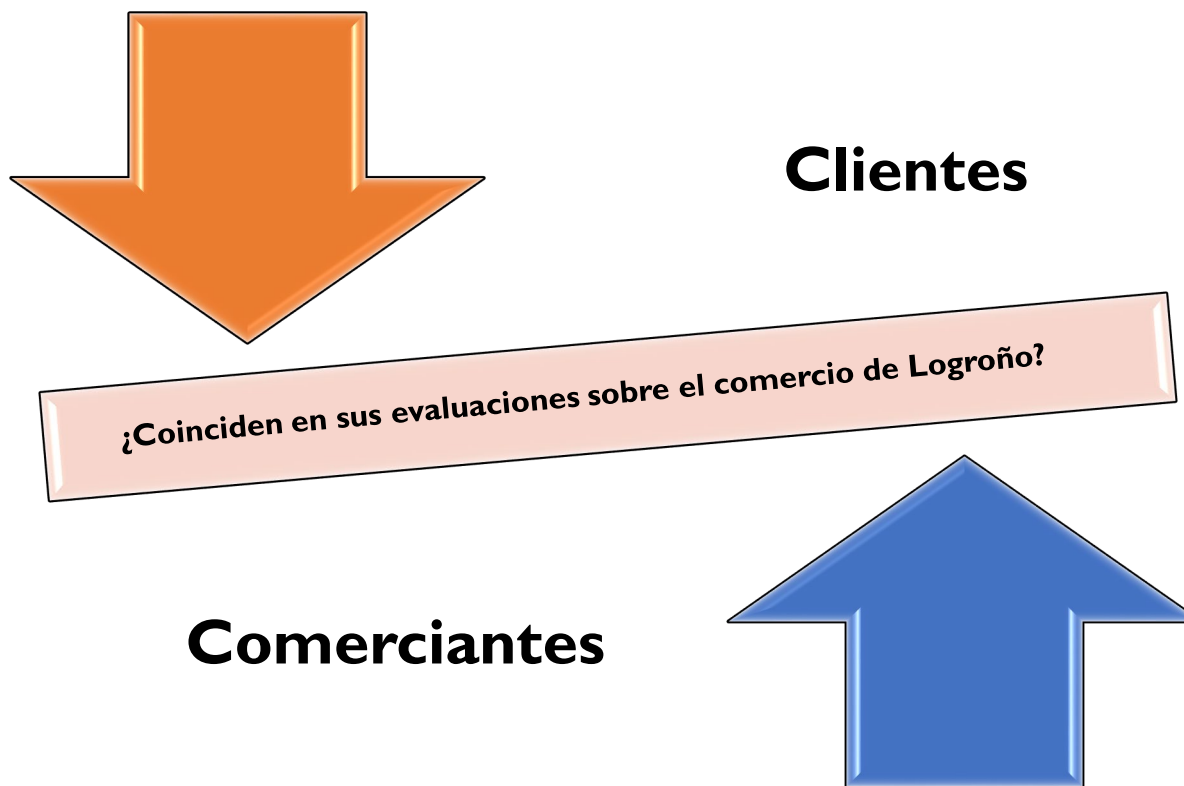 Clientes
¿Coinciden en sus evaluaciones sobre el comercio de Logroño?
Comerciantes